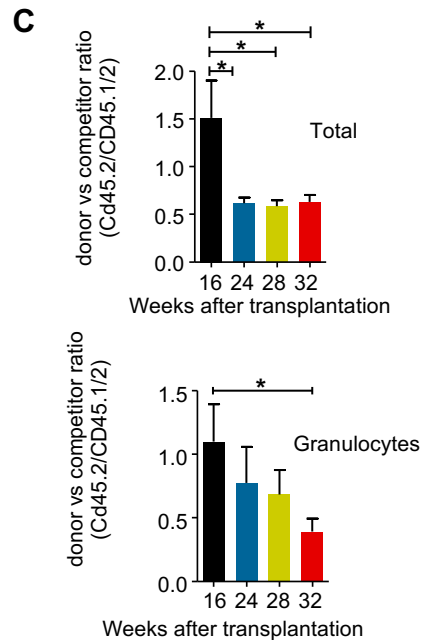 C
*
*
*
donor vs competitor ratio
(Cd45.2/CD45.1/2)
2.0
1.5
1.0
0.5
0.0
Total
16 24 28 32
Weeks after transplantation
donor vs competitor ratio
(Cd45.2/CD45.1/2)
*
1.5
1.0
0.5
0.0
Granulocytes
16 24 28 32
Weeks after transplantation